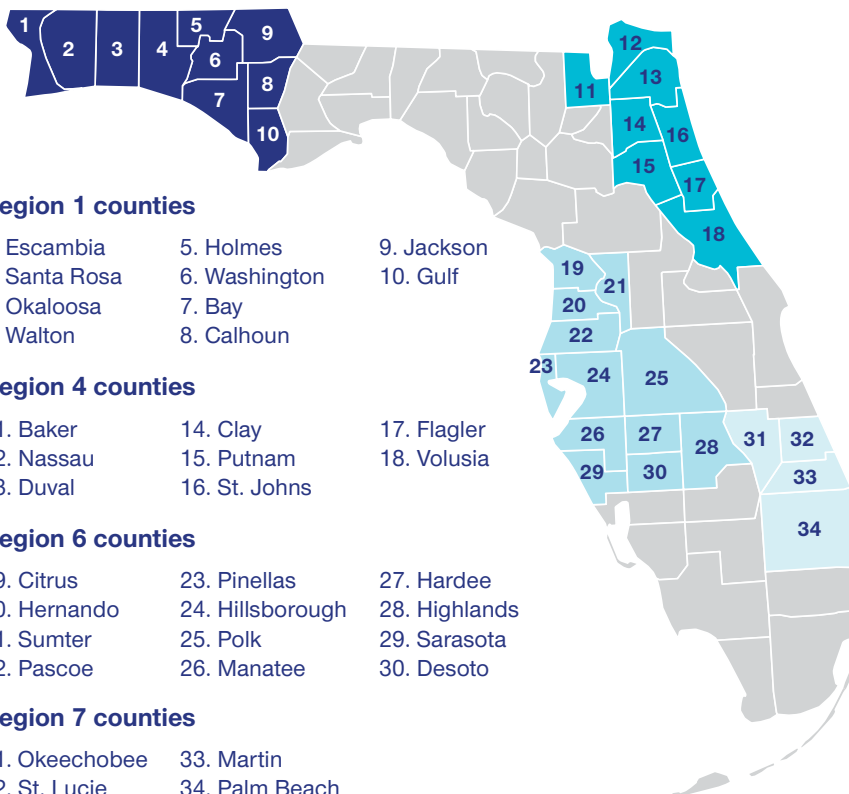 1
2
3
4
5
6
7
8
9
10
11
12
13
14
15
16
17
18
19
20
21
22
23
24
25
26
27
28
29
30
31
32
33
34
egion 1 counties
Escambia
Santa Rosa
Okaloosa
Walton
5. Holmes
6. Washington
7. Bay
8. Calhoun
9. Jackson
10. Gulf
egion 4 counties
1. Baker
2. Nassau
3. Duval
14. Clay
15. Putnam
16. St. Johns
17. Flagler
18. Volusia
egion 6 counties
9. Citrus
0. Hernando
1. Sumter
2. Pascoe
23. Pinellas
24. Hillsborough
25. Polk
26. Manatee
27. Hardee
28. Highlands
29. Sarasota
30. Desoto
egion 7 counties
1. Okeechobee
2. St. Lucie
33. Martin
34. Palm Beach